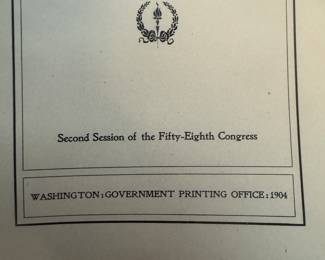 Second Session of the Fifty-Eighth Congress
WASHINGTON : GOVERNMENT PRINTING OFFICE : 1904